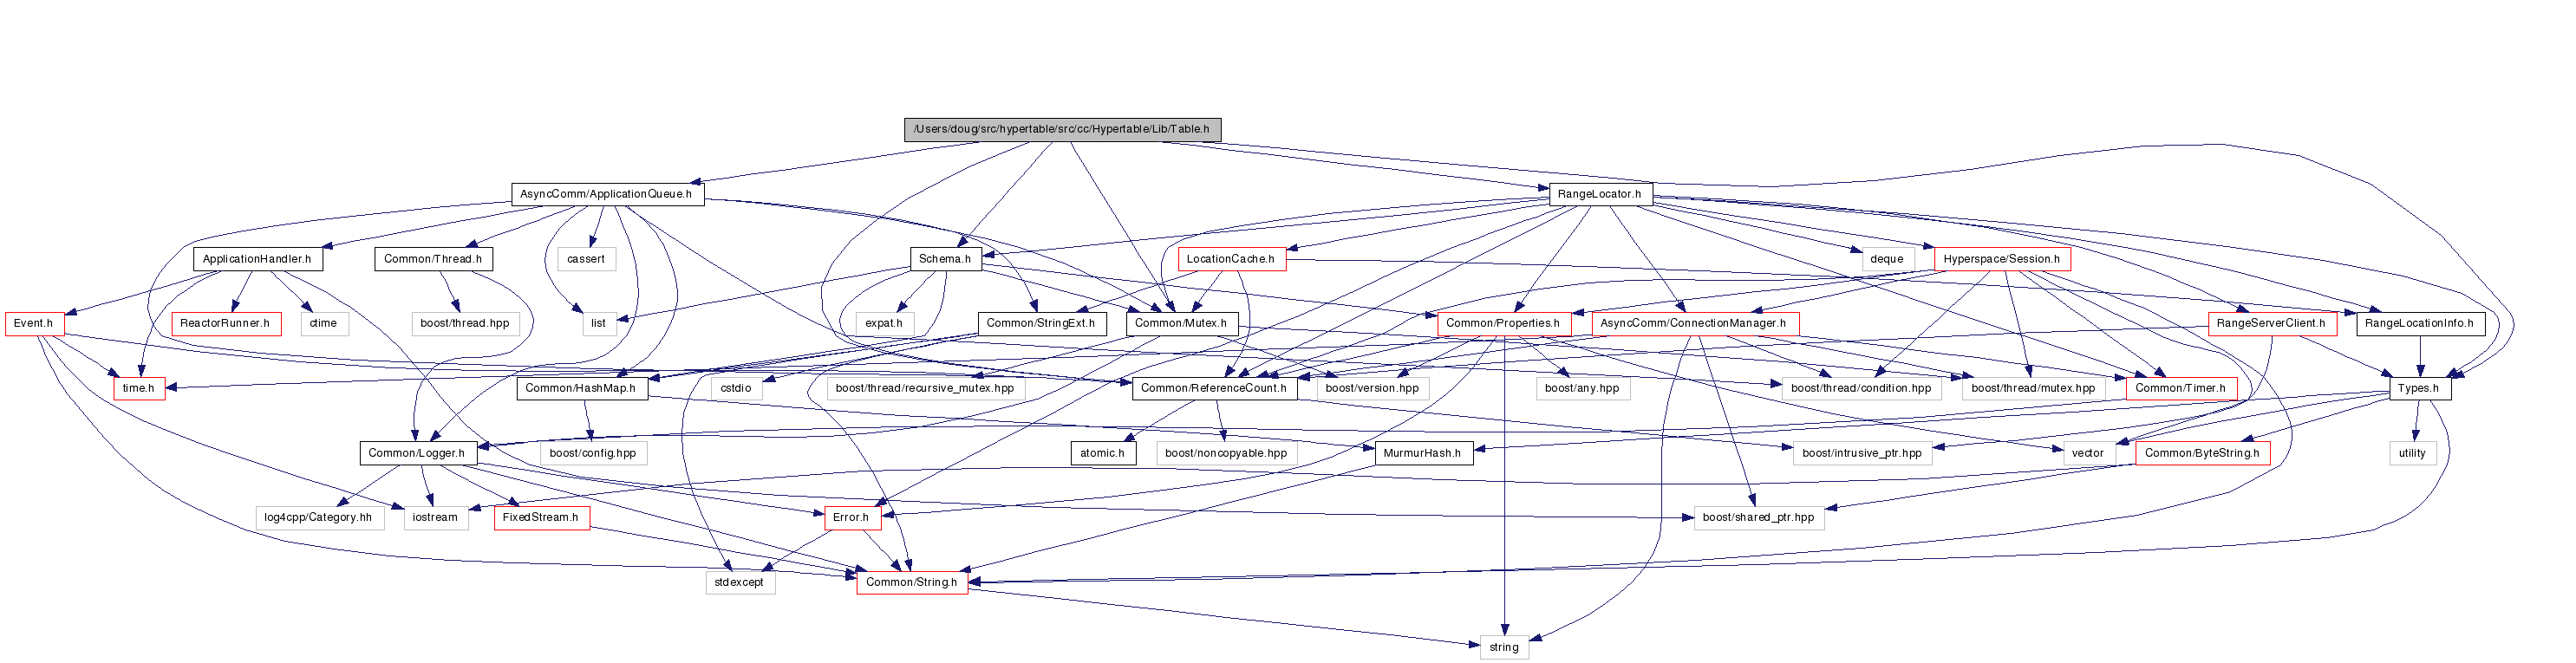 /Users/doug/src/hypertable/src/cc/Hypertable/Lib/Table.h
AsyncComm/ApplicationQueue.h
RangeLocator.h
ApplicationHandler.h
Common/Thread.h
cassert
Schema.h
LocationCache.h
deque
Hyperspace/Session.h
Event.h
ReactorRunner.h
ctime
boost/thread.hpp
list
expat.h
Common/StringExt.h
Common/Mutex.h
Common/Properties.h
AsyncComm/ConnectionManager.h
RangeServerClient.h
RangeLocationInfo.h
time.h
Common/HashMap.h
cstdio
boost/thread/recursive_mutex.hpp
Common/ReferenceCount.h
boost/version.hpp
boost/any.hpp
boost/thread/condition.hpp
boost/thread/mutex.hpp
Common/Timer.h
Types.h
Common/Logger.h
boost/config.hpp
atomic.h
boost/noncopyable.hpp
MurmurHash.h
boost/intrusive_ptr.hpp
vector
Common/ByteString.h
utility
log4cpp/Category.hh
iostream
FixedStream.h
Error.h
boost/shared_ptr.hpp
stdexcept
Common/String.h
string